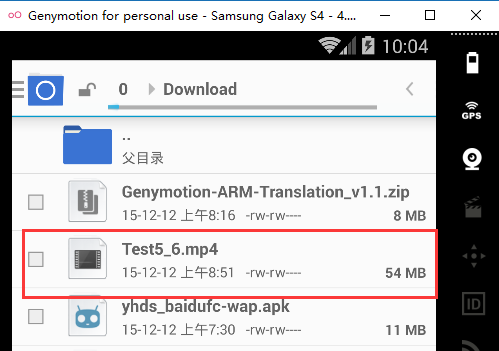 Genymotion for personal use - Samsung Galaxy S4 - 4....
10:04
0 Download
GPS
..
父目录
Genymotion-ARM-Translation_v1.1.zip
15-12-12 上午8:16 -rw-rw---- 8 MB
Test5_6.mp4
15-12-12 上午8:51 -rw-rw---- 54 MB
ID
yhds_baidufc-wap.apk
15-12-12 上午7:30 -rw-rw---- 11 MB